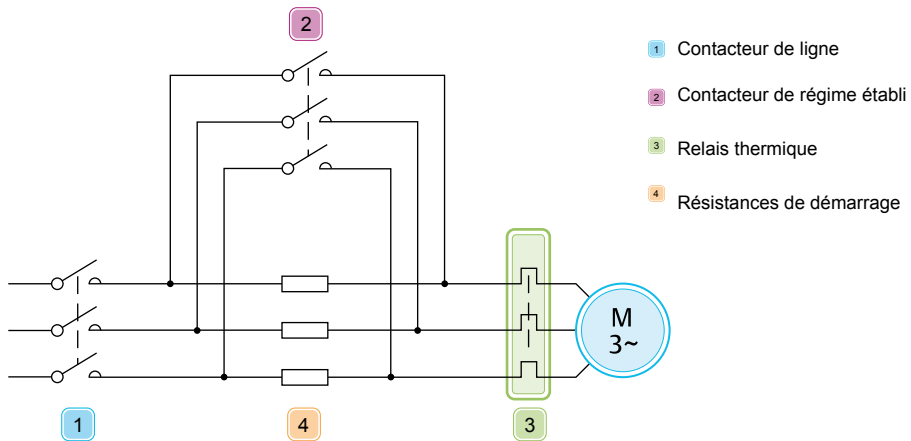 2
1 Contacteur de ligne
2 Contacteur de régime établi
3 Relais thermique
4 Résistances de démarrage
M
3~
1
4
3